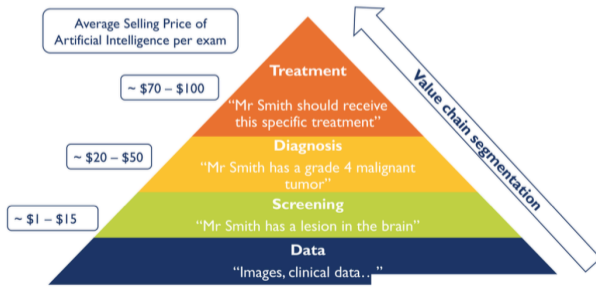 Average Selling Price of
Artificial Intelligence per exam
~ $70 – $100
Treatment
“Mr Smith should receive
this specific treatment”
~ $20 – $50
Diagnosis
“Mr Smith has a grade 4 malignant
tumor”
~ $1 – $15
Screening
“Mr Smith has a lesion in the brain”
Data
“Images, clinical data…”
Value chain segmentation